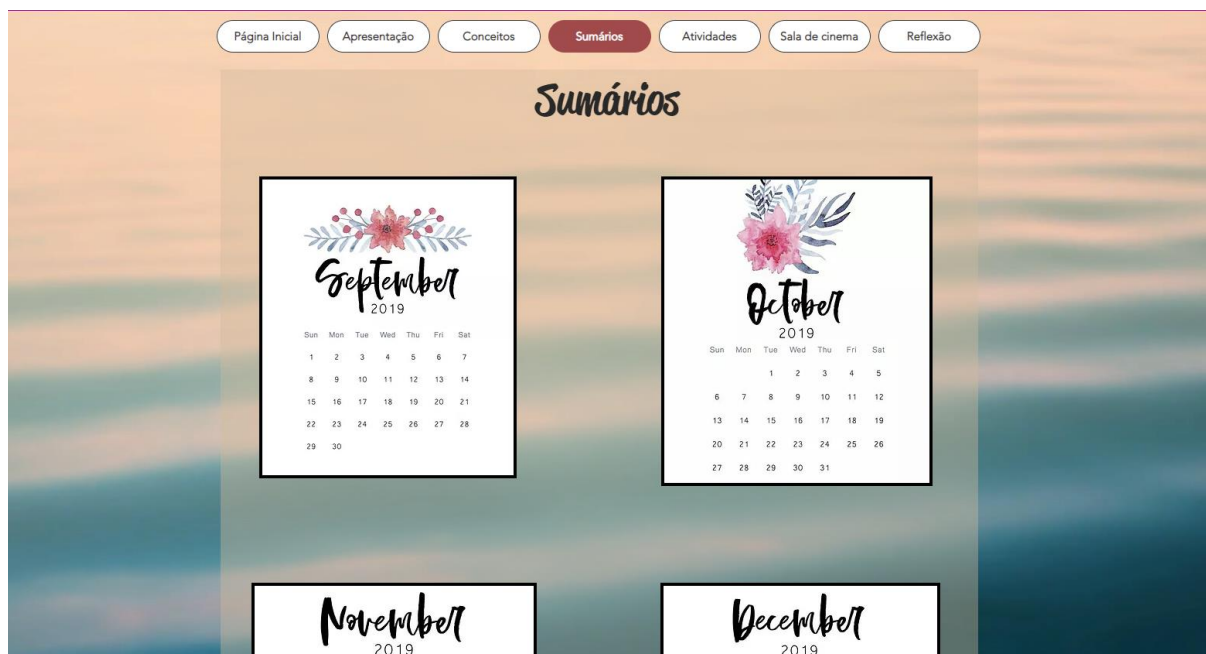 Página Inicial Apresentação Conceitos Sumários Atividades Sala de cinema Reflexão
Sumários
September
2019
Sun Mon Tue Wed Thu Fri Sat
1 2 3 4 5 6 7
8 9 10 11 12 13 14
15 16 17 18 19 20 21
22 23 24 25 26 27 28
29 30
October
2019
Sun Mon Tue Wed Thu Fri Sat
1 2 3 4 5
6 7 8 9 10 11 12
13 14 15 16 17 18 19
20 21 22 23 24 25 26
27 28 29 30 31
November
2019
December
2019